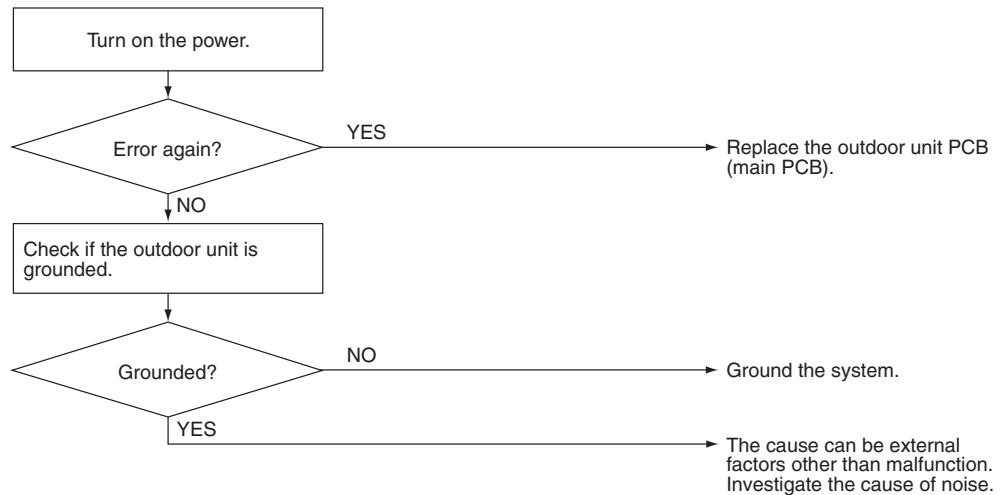 Turn on the power.
Error again?
YES
Replace the outdoor unit PCB
(main PCB).
NO
Check if the outdoor unit is
grounded.
Grounded?
NO
Ground the system.
YES
The cause can be external
factors other than malfunction.
Investigate the cause of noise.